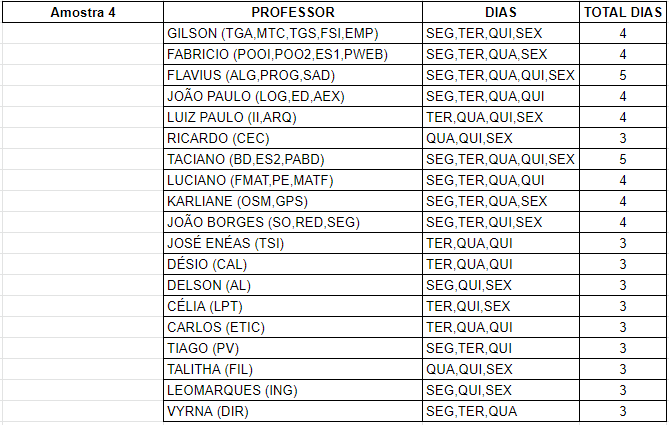 Amostra 4 PROFESSOR DIAS TOTAL DIAS
GILSON (TGA,MTC,TGS,FSI,EMP) SEG,TER,QUI,SEX 4
FABRICIO (POOI,POO2,ES1,PWEB) SEG,TER,QUA,SEX 4
FLAVIUS (ALG,PROG,SAD) SEG,TER,QUA,QUI,SEX 5
JOÃO PAULO (LOG,ED,AEX) SEG,TER,QUA,QUI 4
LUIZ PAULO (II,ARQ) TER,QUA,QUI,SEX 4
RICARDO (CEC) QUA,QUI,SEX 3
TACIANO (BD,ES2,PABD) SEG,TER,QUA,QUI,SEX 5
LUCIANO (FMAT,PE,MATF) SEG,TER,QUA,QUI 4
KARLIANE (OSM,GPS) SEG,TER,QUA,SEX 4
JOÃO BORGES (SO,RED,SEG) SEG,TER,QUI,SEX 4
JOSÉ ENÉAS (TSI) TER,QUA,QUI 3
DÉSIO (CAL) TER,QUA,QUI 3
DELSON (AL) SEG,QUI,SEX 3
CÉLIA (LPT) TER,QUI,SEX 3
CARLOS (ETIC) TER,QUA,QUI 3
TIAGO (PV) SEG,TER,QUI 3
TALITHA (FIL) QUA,QUI,SEX 3
LEOMARQUES (ING) SEG,QUI,SEX 3
VYRNA (DIR) SEG,TER,QUA 3